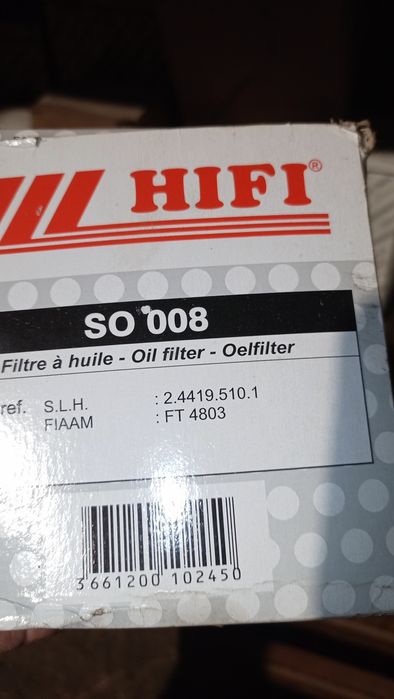 HIFI®
SO 008
Filtre à huile - Oil filter - Oelfilter
ref. S.L.H. : 2.4419.510.1
FIAAM : FT 4803
3661200 102450